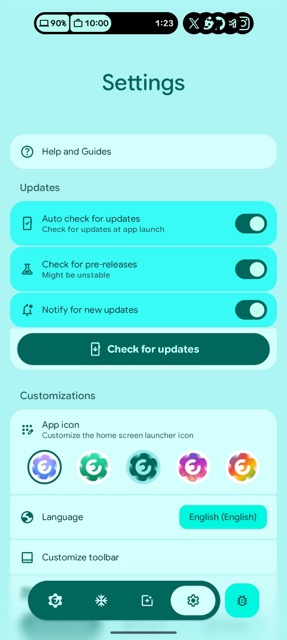 90% 10:00 1:23
Settings
Help and Guides
Updates
Auto check for updates
Check for updates at app launch
Check for pre-releases
Might be unstable
Notify for new updates
Check for updates
Customizations
App icon
Customize the home screen launcher icon
Language English (English)
Customize toolbar